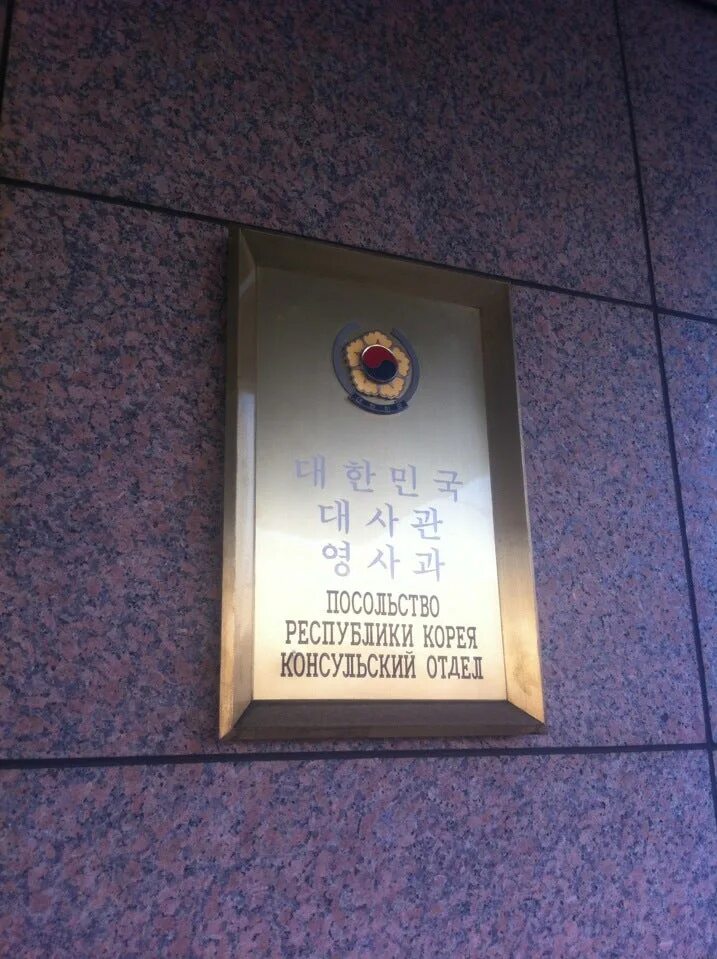 대한민국
대사관
영사과
ПОСОЛЬСТВО
РЕСПУБЛИКИ КОРЕЯ
КОНСУЛЬСКИЙ ОТДЕЛ